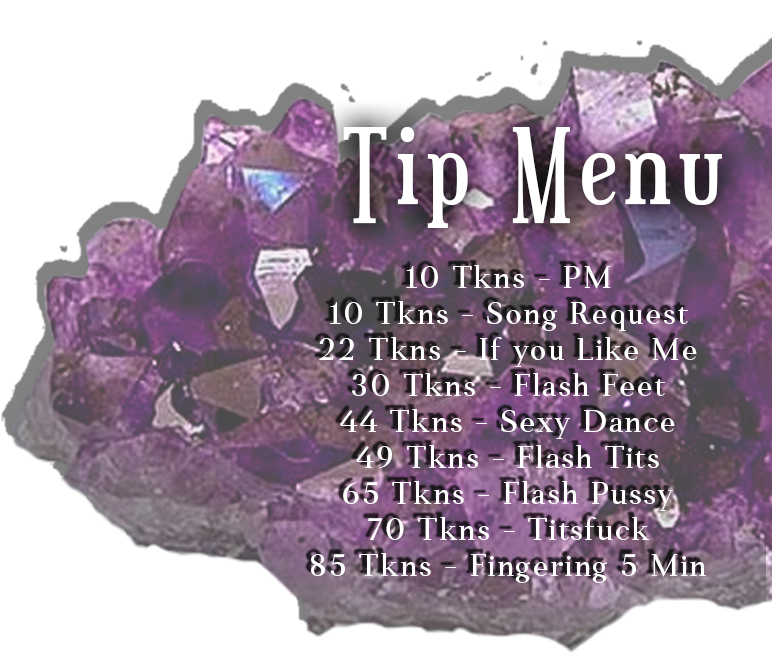 Tip Menu
10 Tkns - PM
10 Tkns - Song Request
22 Tkns - If you Like Me
30 Tkns - Flash Feet
44 Tkns - Sexy Dance
49 Tkns - Flash Tits
65 Tkns - Flash Pussy
70 Tkns - Titsfuck
85 Tkns - Fingering 5 Min